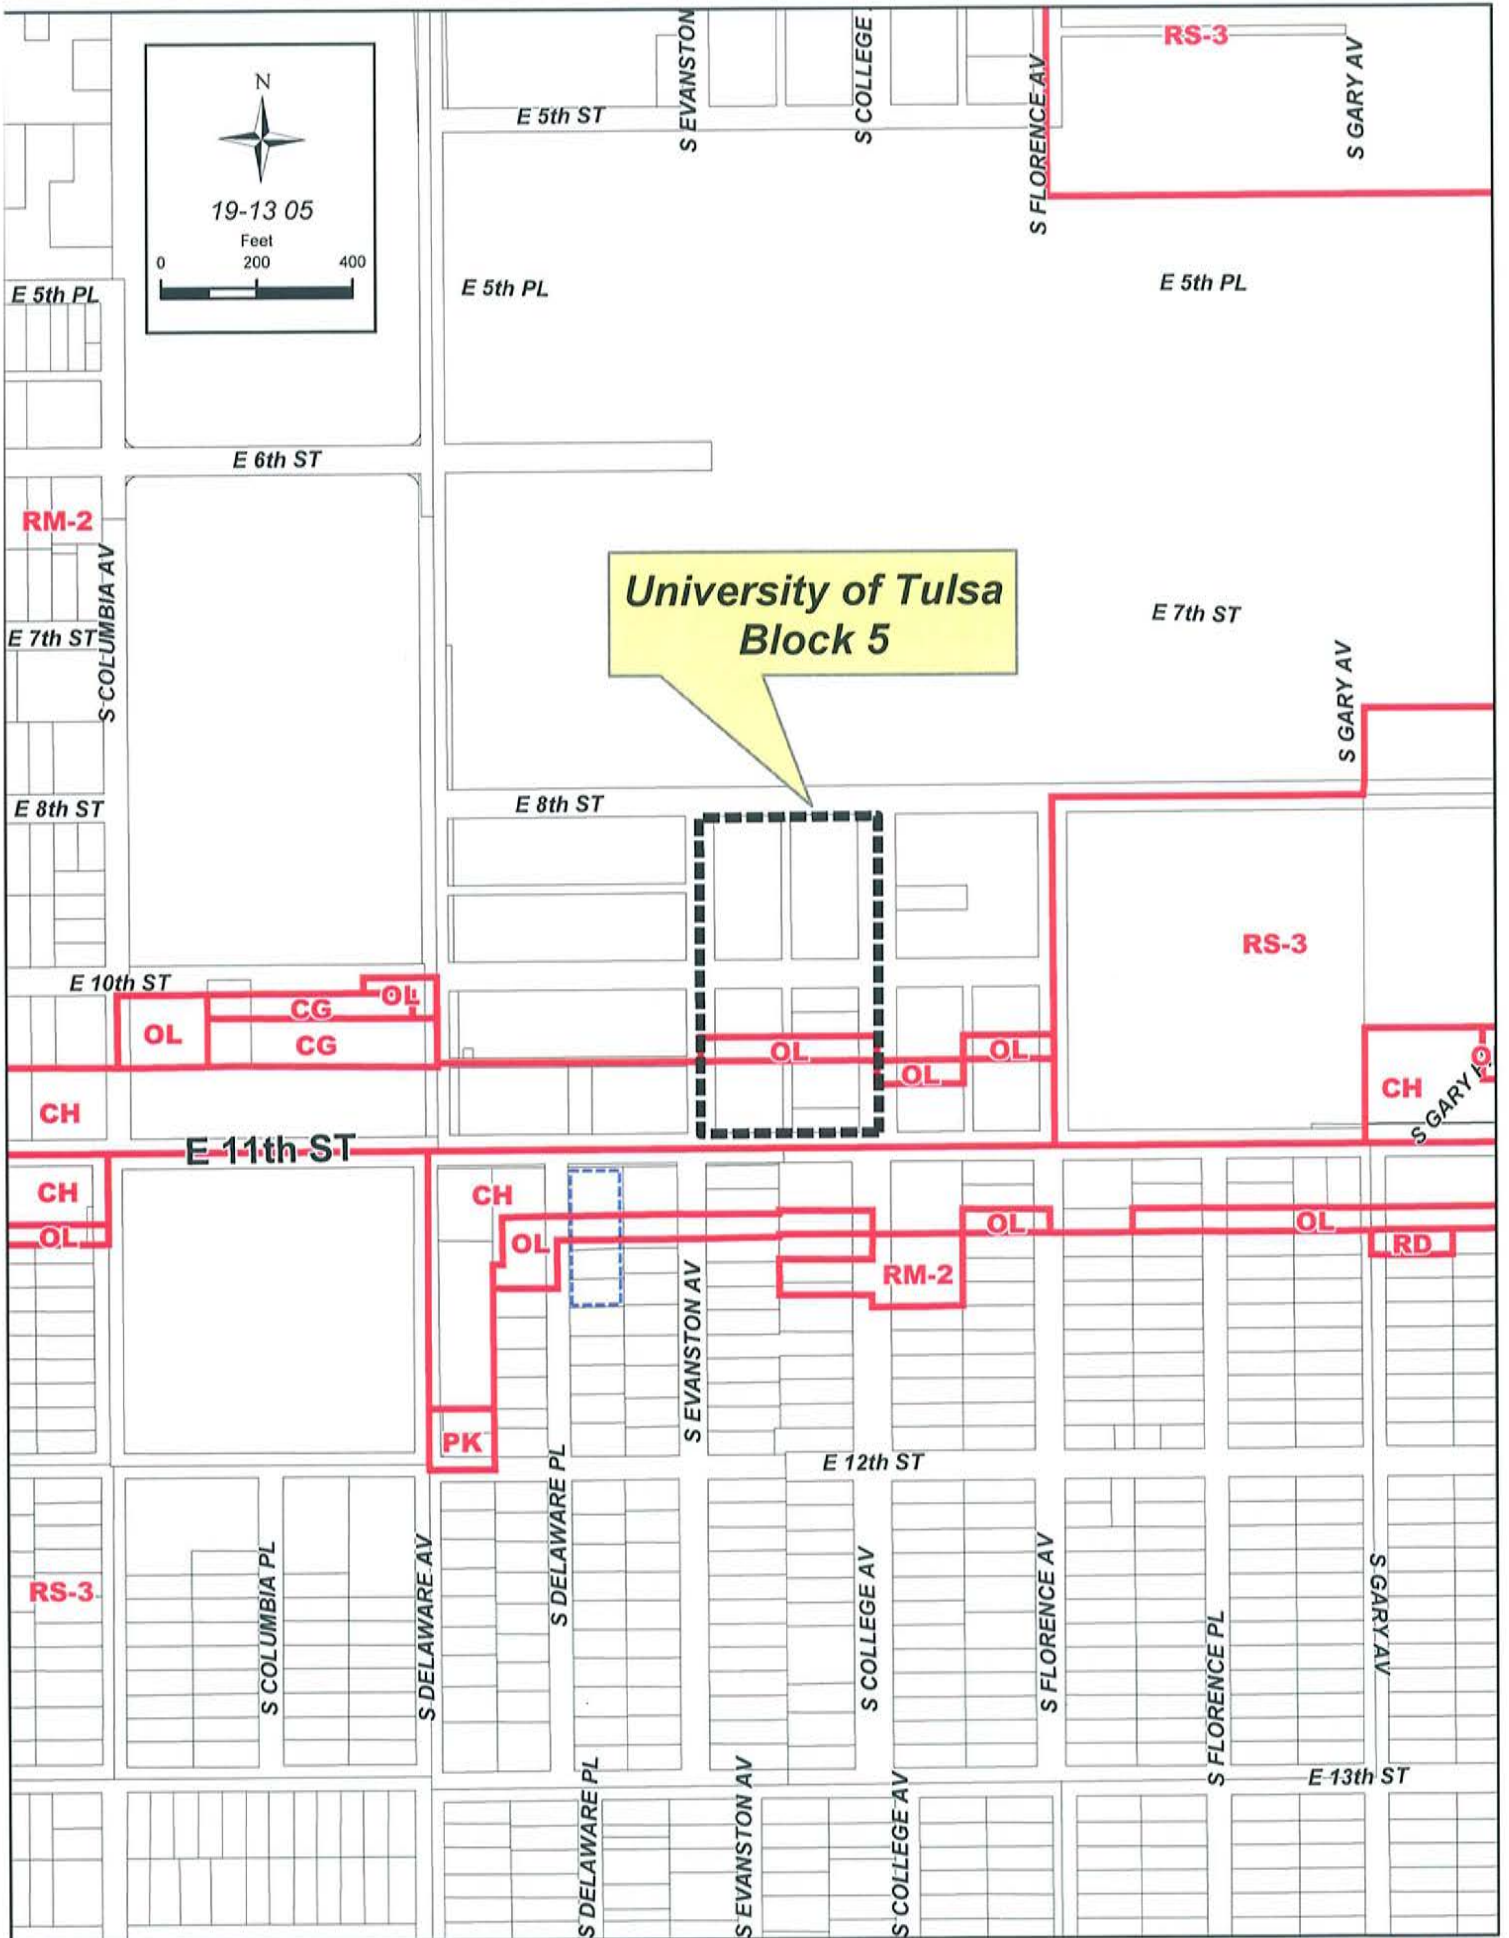 RS-3
S EVANSTON
S COLLEGE
S FLORENCE AV
S GARY AV
N
19-13 05
Feet
0 200 400
E 5th ST
E 5th PL
E 5th PL
E 5th PL
E 6th ST
RM-2
S COLUMBIA AV
University of Tulsa
Block 5
E 7th ST
E 7th ST
S GARY AV
E 8th ST
E 8th ST
RS-3
E 10th ST
OL
CG
OL
CG
OL
OL
OL
CH
CH
S GARY
E 11th ST
CH
OL
CH
OL
OL
OL
RD
RM-2
S EVANSTON AV
PK
E 12th ST
S DELAWARE PL
RS-3
S COLUMBIA PL
S DELAWARE AV
S COLLEGE AV
S FLORENCE AV
S FLORENCE PL
S GARY AV
E 13th ST
S DELAWARE PL
S EVANSTON AV
S COLLEGE AV